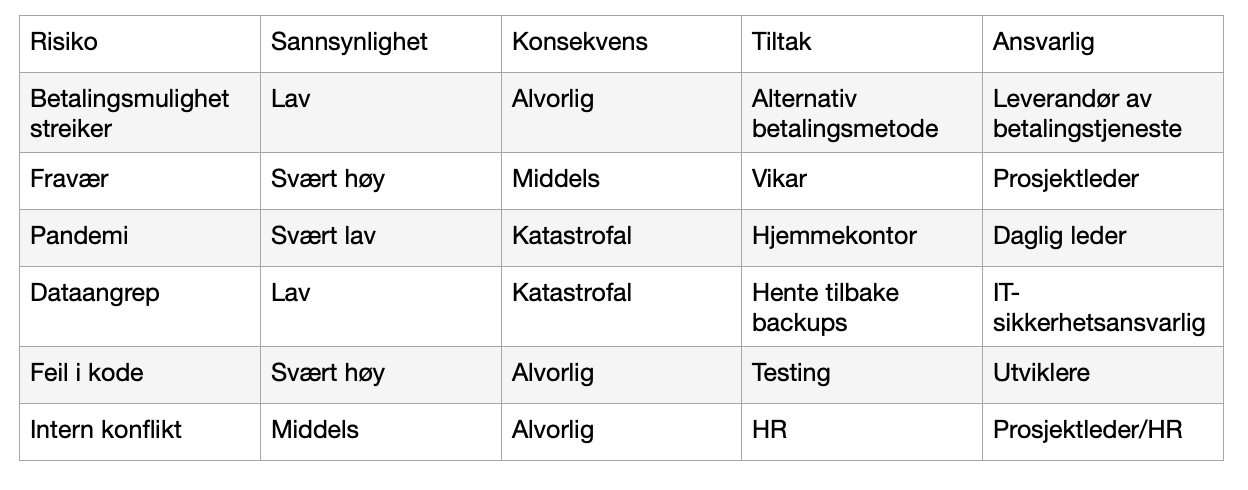 Risiko Sannsynlighet Konsekvens Tiltak Ansvarlig
Betalingsmulighet streiker Lav Alvorlig Alternativ betalingsmetode Leverandør av betalingstjeneste
Fravær Svært høy Middels Vikar Prosjektleder
Pandemi Svært lav Katastrofal Hjemmekontor Daglig leder
Dataangrep Lav Katastrofal Hente tilbake backups IT-sikkerhetsansvarlig
Feil i kode Svært høy Alvorlig Testing Utviklere
Intern konflikt Middels Alvorlig HR Prosjektleder/HR